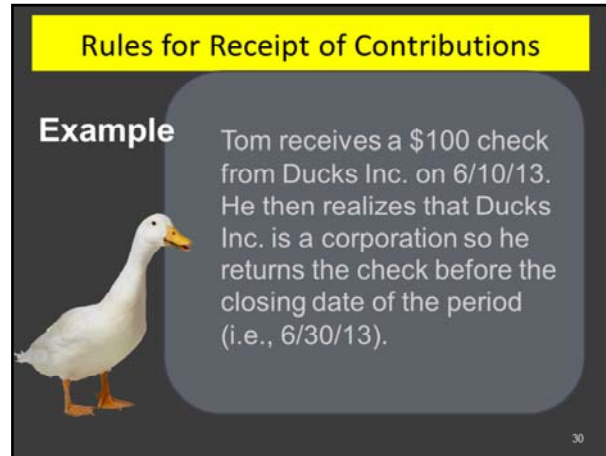 Rules for Receipt of Contributions
Example
Tom receives a $100 check
from Ducks Inc. on 6/10/13.
He then realizes that Ducks
Inc. is a corporation so he
returns the check before the
closing date of the period
(i.e., 6/30/13).
30